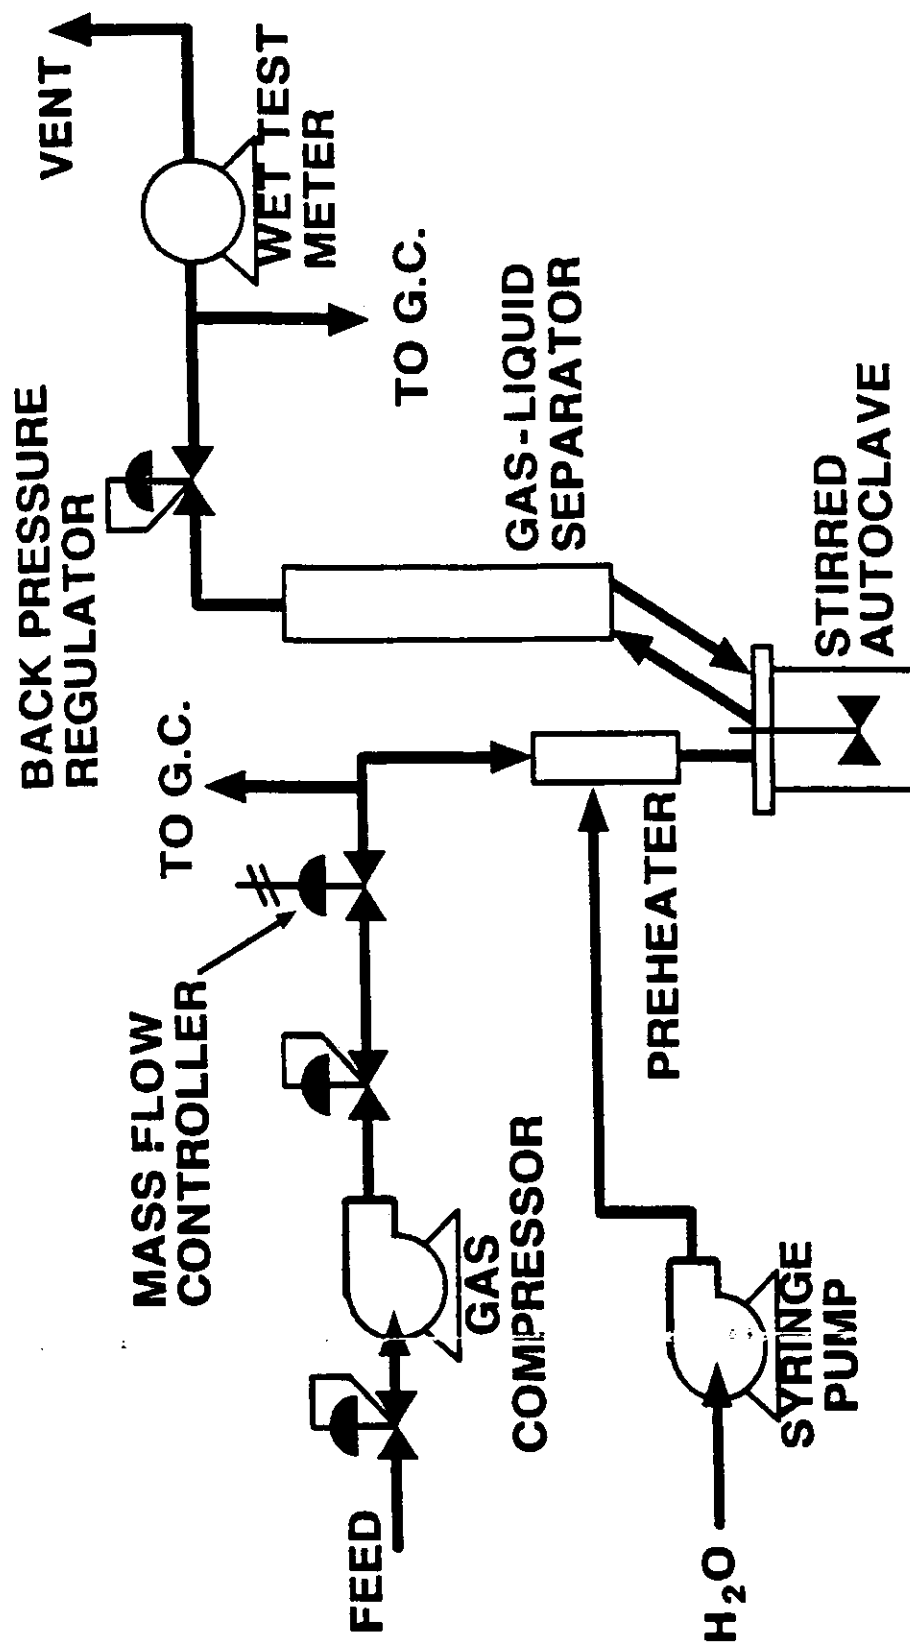 VENT
WET TEST
METER
TO G.C.
BACK PRESSURE
REGULATOR
GAS-LIQUID
SEPARATOR
STIRRED
AUTOCLAVE
TO G.C.
MASS FLOW
CONTROLLER
PREHEATER
GAS
COMPRESSOR
FEED
SYRINGE
PUMP
H₂O